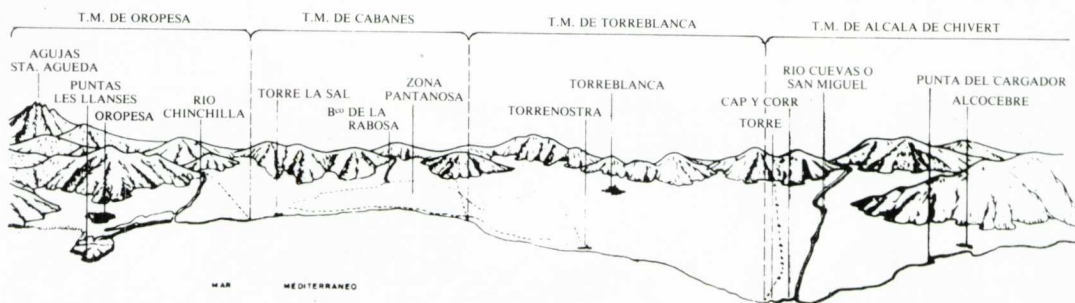 T.M. DE OROPESA
T.M. DE CABANES
T.M. DE TORREBLANCA
T.M. DE ALCALA DE CHIVERT
AGUJAS
STA. AGUEDA
PUNTAS
LES LLANSES
OROPESA
RIO
CHINCHILLA
TORRE LA SAL
Bco DE LA
RABOSA
ZONA
PANTANOSA
TORRENOSTRA
TORREBLANCA
CAP Y CORR
TORRE
RIO CUEVAS O
SAN MIGUEL
PUNTA DEL CARGADOR
ALCOCEBRE
MAR MEDITERRANEO